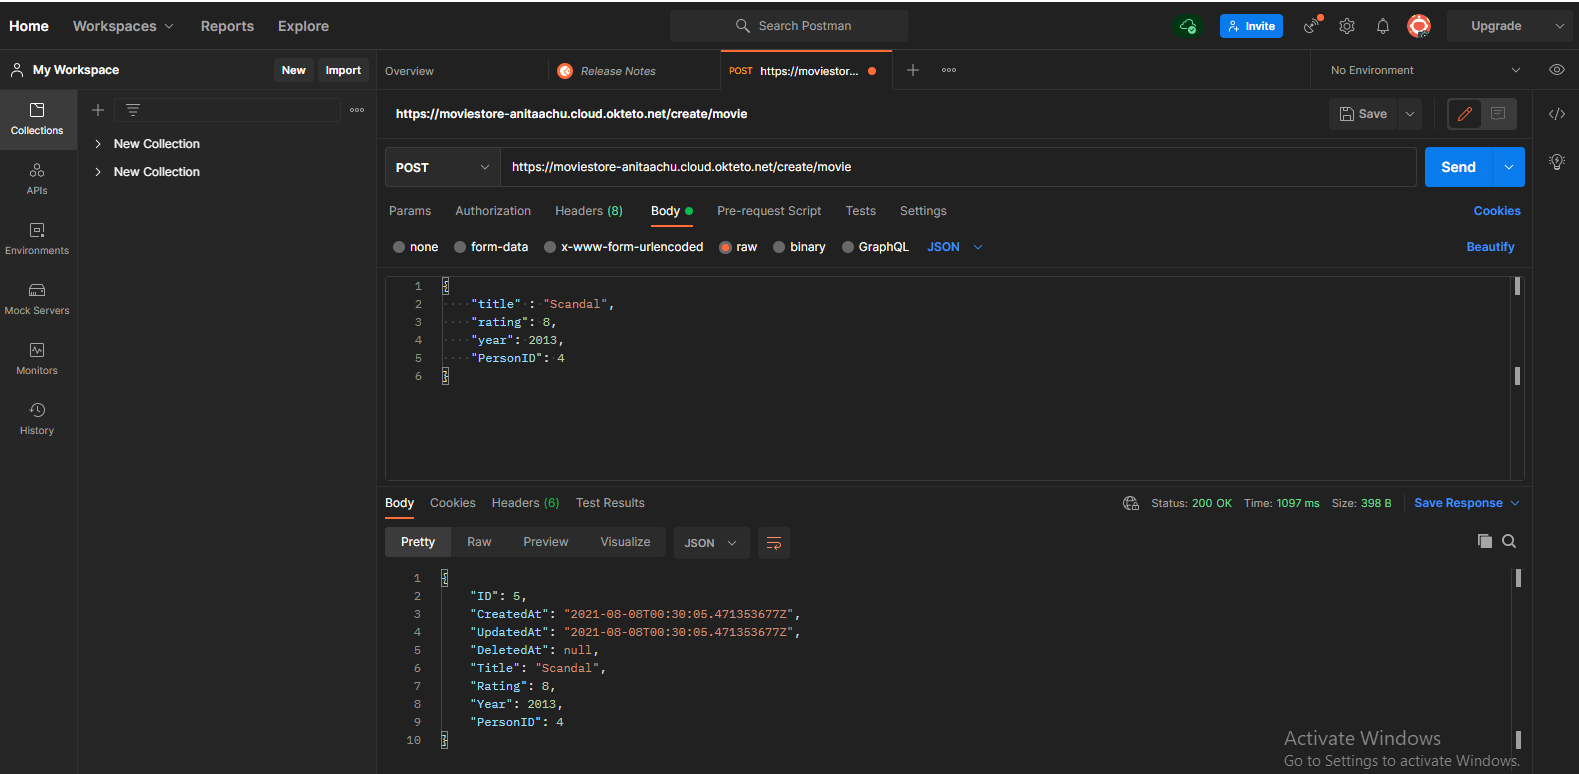 Home Workspaces Reports Explore Search Postman Invite Upgrade
My Workspace New Import Overview Release Notes POST https://moviestor... No Environment
https://moviestore-anitaachu.cloud.okteto.net/create/movie Save
Collections
New Collection
New Collection
APIs
Environments
Mock Servers
Monitors
History
POST https://moviestore-anitaachu.cloud.okteto.net/create/movie Send
Params Authorization Headers (8) Body Pre-request Script Tests Settings Cookies
none form-data x-www-form-urlencoded raw binary GraphQL JSON Beautify
1 {
2 "title" : "Scandal",
3 "rating": 8,
4 "year": 2013,
5 "PersonID": 4
6 }
Body Cookies Headers (6) Test Results Status: 200 OK Time: 1097 ms Size: 398 B Save Response
Pretty Raw Preview Visualize JSON
1 {
2 "ID": 5,
3 "CreatedAt": "2021-08-08T00:30:05.471353677Z",
4 "UpdatedAt": "2021-08-08T00:30:05.471353677Z",
5 "DeletedAt": null,
6 "Title": "Scandal",
7 "Rating": 8,
8 "Year": 2013,
9 "PersonID": 4
10 }
Activate Windows
Go to Settings to activate Windows.